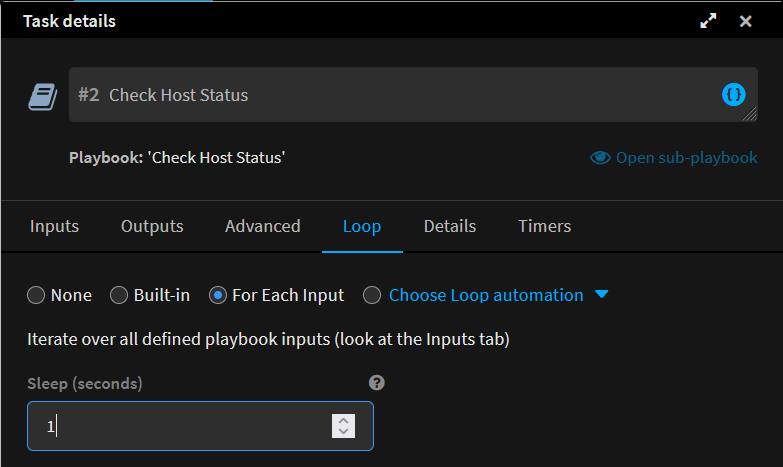 Task details
#2 Check Host Status
Playbook: 'Check Host Status' Open sub-playbook
Inputs Outputs Advanced Loop Details Timers
None Built-in For Each Input Choose Loop automation
Iterate over all defined playbook inputs (look at the Inputs tab)
Sleep (seconds) ?
1